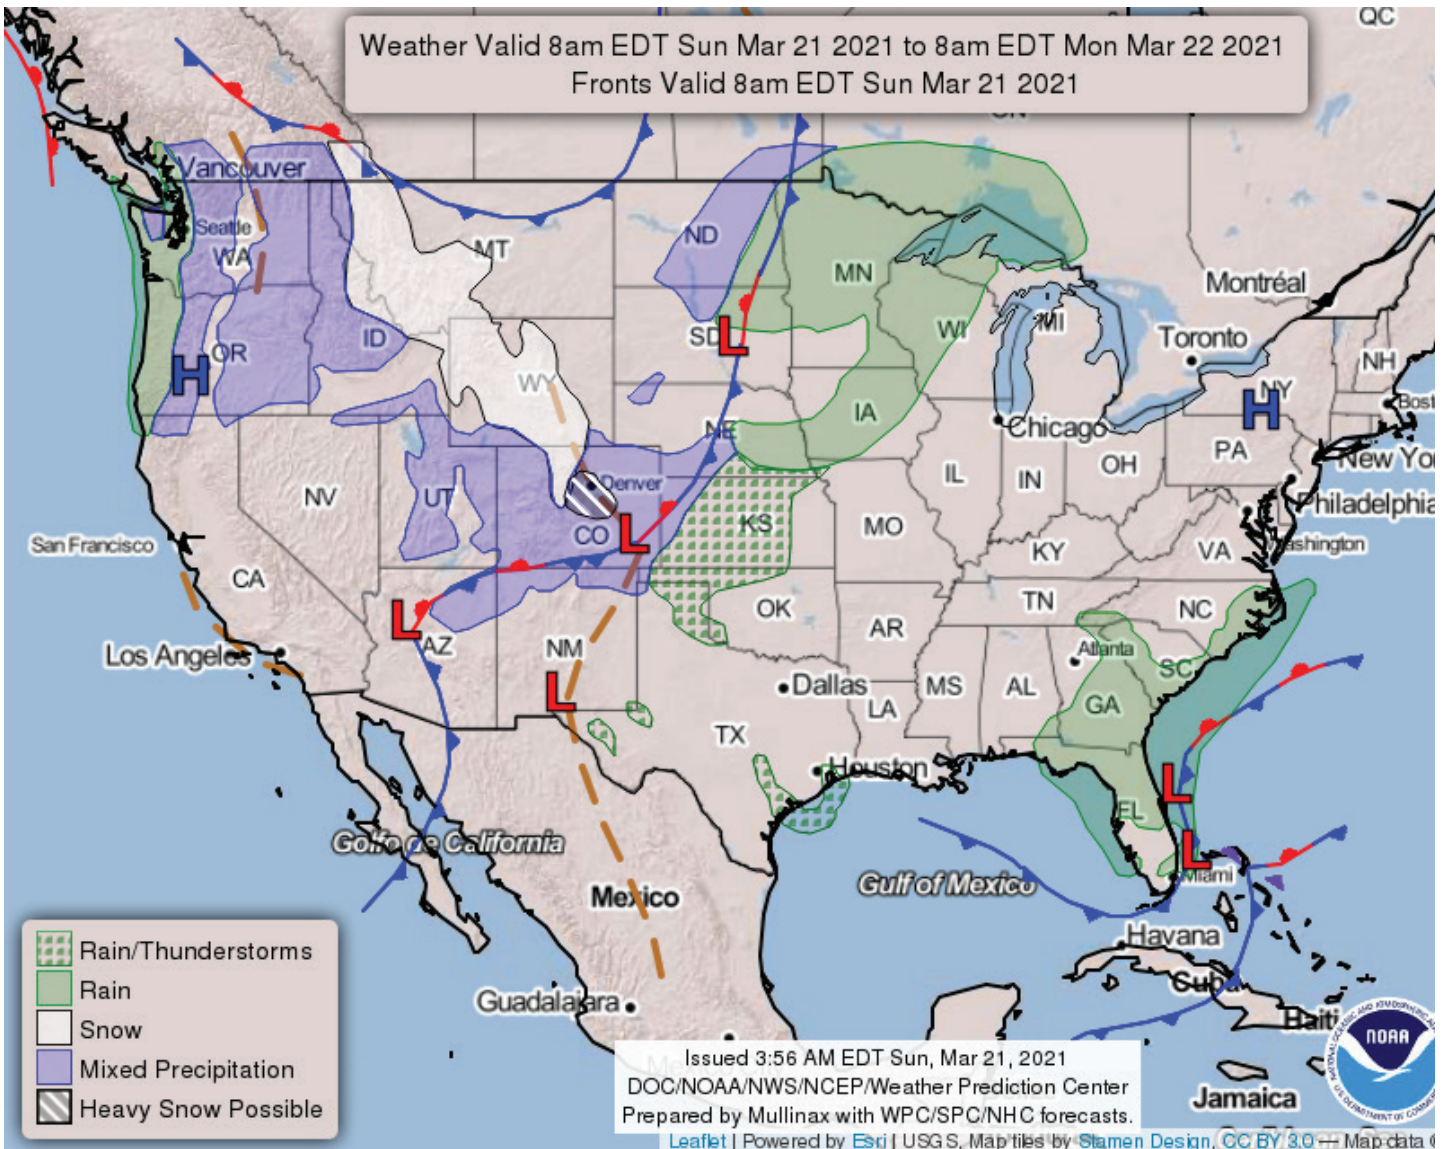 QC
Weather Valid 8am EDT Sun Mar 21 2021 to 8am EDT Mon Mar 22 2021
Fronts Valid 8am EDT Sun Mar 21 2021
ON
Vancouver
Seattle
WA
MT
ND
MN
Montréal
OR
H
ID
SD
L
WI
MI
Toronto
NH
WY
NY
H
Bost
NE
IA
Chicago
PA
New Yo
NV
UT
Denver
CO
L
KS
IL
IN
OH
Philadelphia
San Francisco
CA
MO
KY
VA
Washington
L
AZ
NM
OK
AR
TN
NC
Los Angeles
L
Dallas
MS
AL
Atlanta
SC
GA
LA
TX
Houston
L
FL
L
Miami
Golfo de California
Gulf of Mexico
Mexico
Havana
Cuba
Guadalajara
Haiti
Mexico City
Jamaica
Rain/Thunderstorms
Rain
Snow
Mixed Precipitation
Heavy Snow Possible
NOAA
Issued 3:56 AM EDT Sun, Mar 21, 2021
DOC/NOAA/NWS/NCEP/Weather Prediction Center
Prepared by Mullinax with WPC/SPC/NHC forecasts.
Leaflet | Powered by Esri | USGS, Map tiles by Stamen Design, CC BY 3.0 — Map data ©